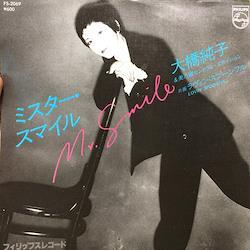 FS-2069
¥600
PHILIPS
ミスター・
スマイル
Mr. Smile
大橋純子
フィリップスレコード